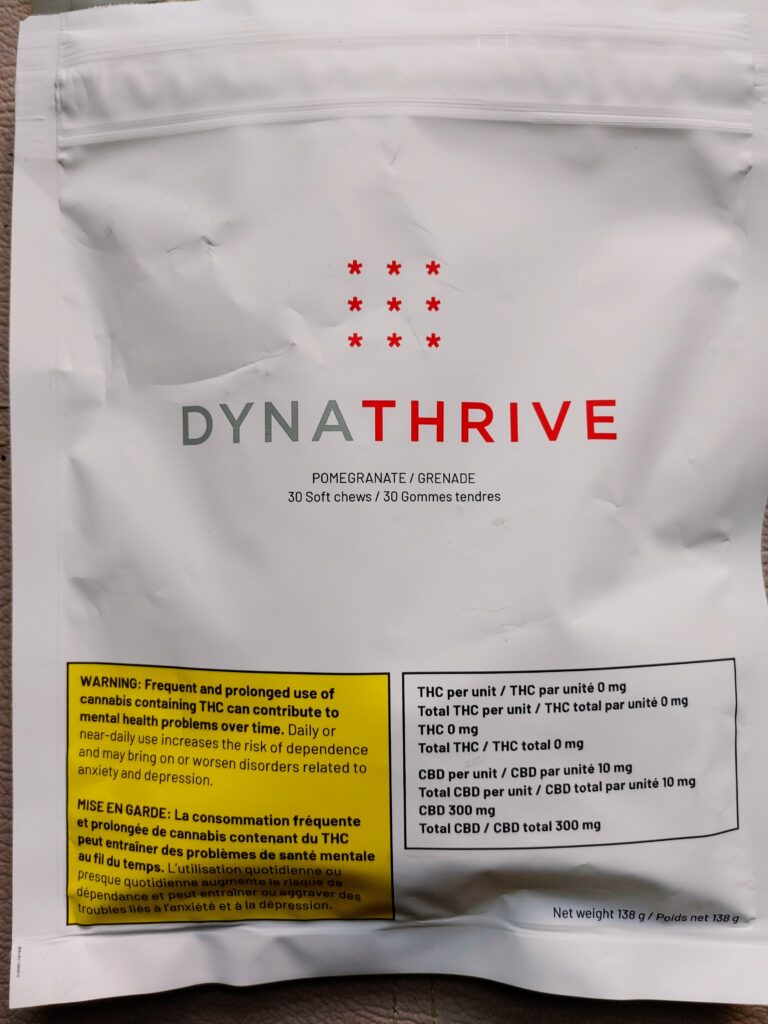 * * *
* * *
* * *
DYNATHRIVE
POMEGRANATE / GRENADE
30 Soft chews / 30 Gommes tendres
WARNING: Frequent and prolonged use of
cannabis containing THC can contribute to
mental health problems over time. Daily or
near-daily use increases the risk of dependence
and may bring on or worsen disorders related to
anxiety and depression.
MISE EN GARDE: La consommation fréquente
et prolongée de cannabis contenant du THC
peut entraîner des problèmes de santé mentale
au fil du temps. L'utilisation quotidienne ou
presque quotidienne augmente le risque de
dépendance et peut entraîner ou aggraver des
troubles liés à l'anxiété et à la dépression.
THC per unit / THC par unité 0 mg
Total THC per unit / THC total par unité 0 mg
THC 0 mg
Total THC / THC total 0 mg
CBD per unit / CBD par unité 10 mg
Total CBD per unit / CBD total par unité 10 mg
CBD 300 mg
Total CBD / CBD total 300 mg
Net weight 138 g / Poids net 138 g